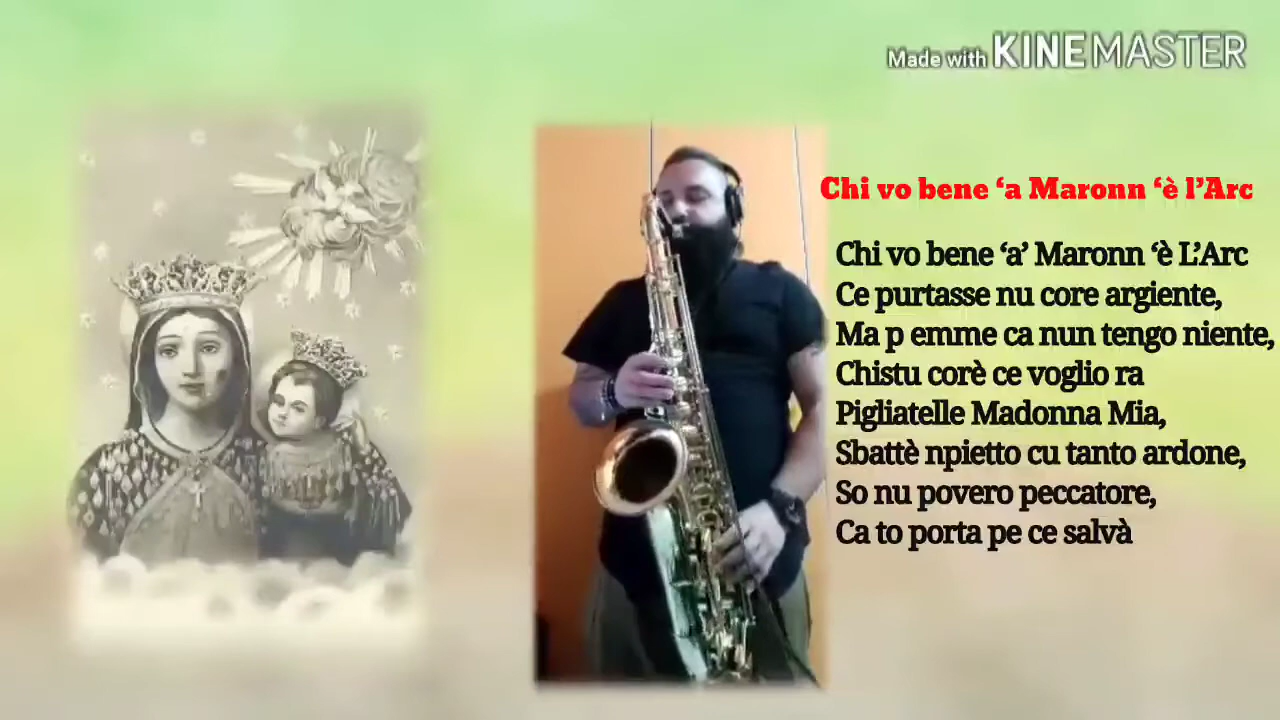 Made with KINEMASTER
Chi vo bene ‘a Maronn ‘è l’Arc
Chi vo bene ‘a’ Maronn ‘è L’Arc
Ce purtasse nu core argiente,
Ma p emme ca nun tengo niente,
Chistu corè ce voglio ra
Pigliatelle Madonna Mia,
Sbattè npietto cu tanto ardone,
So nu povero peccatore,
Ca to porta pe ce salvà